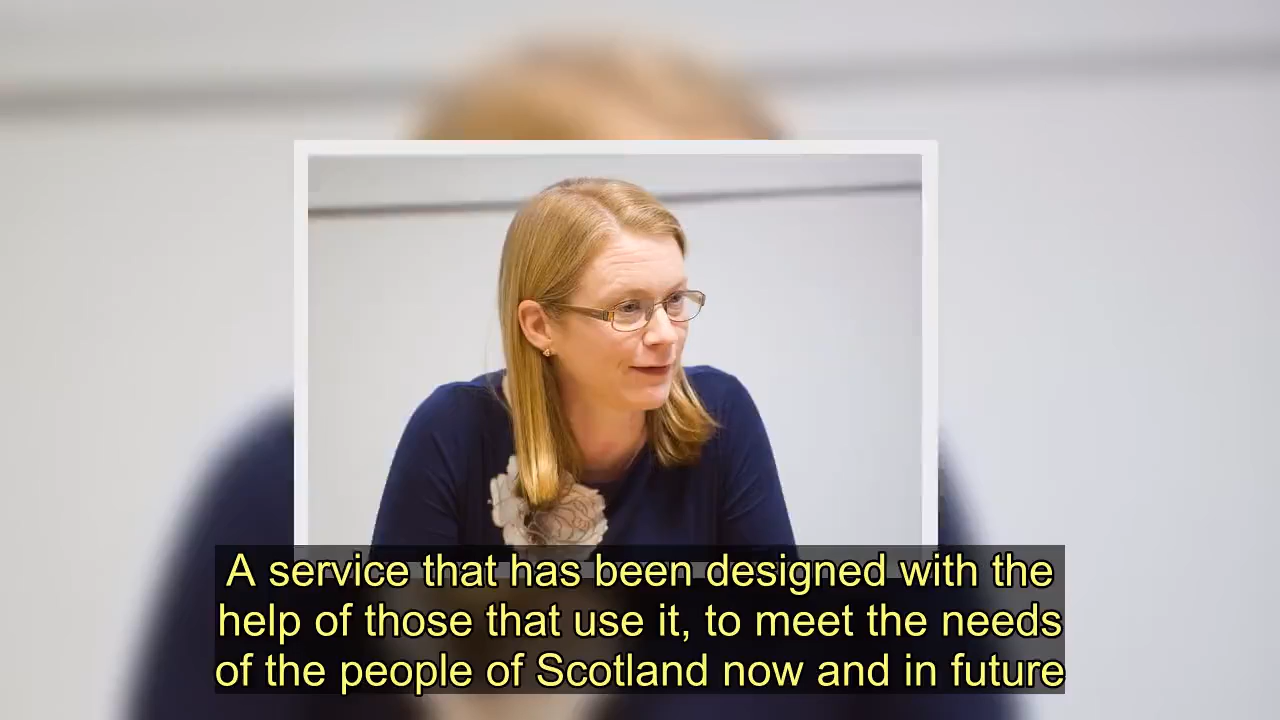 A service that has been designed with the
help of those that use it, to meet the needs
of the people of Scotland now and in future